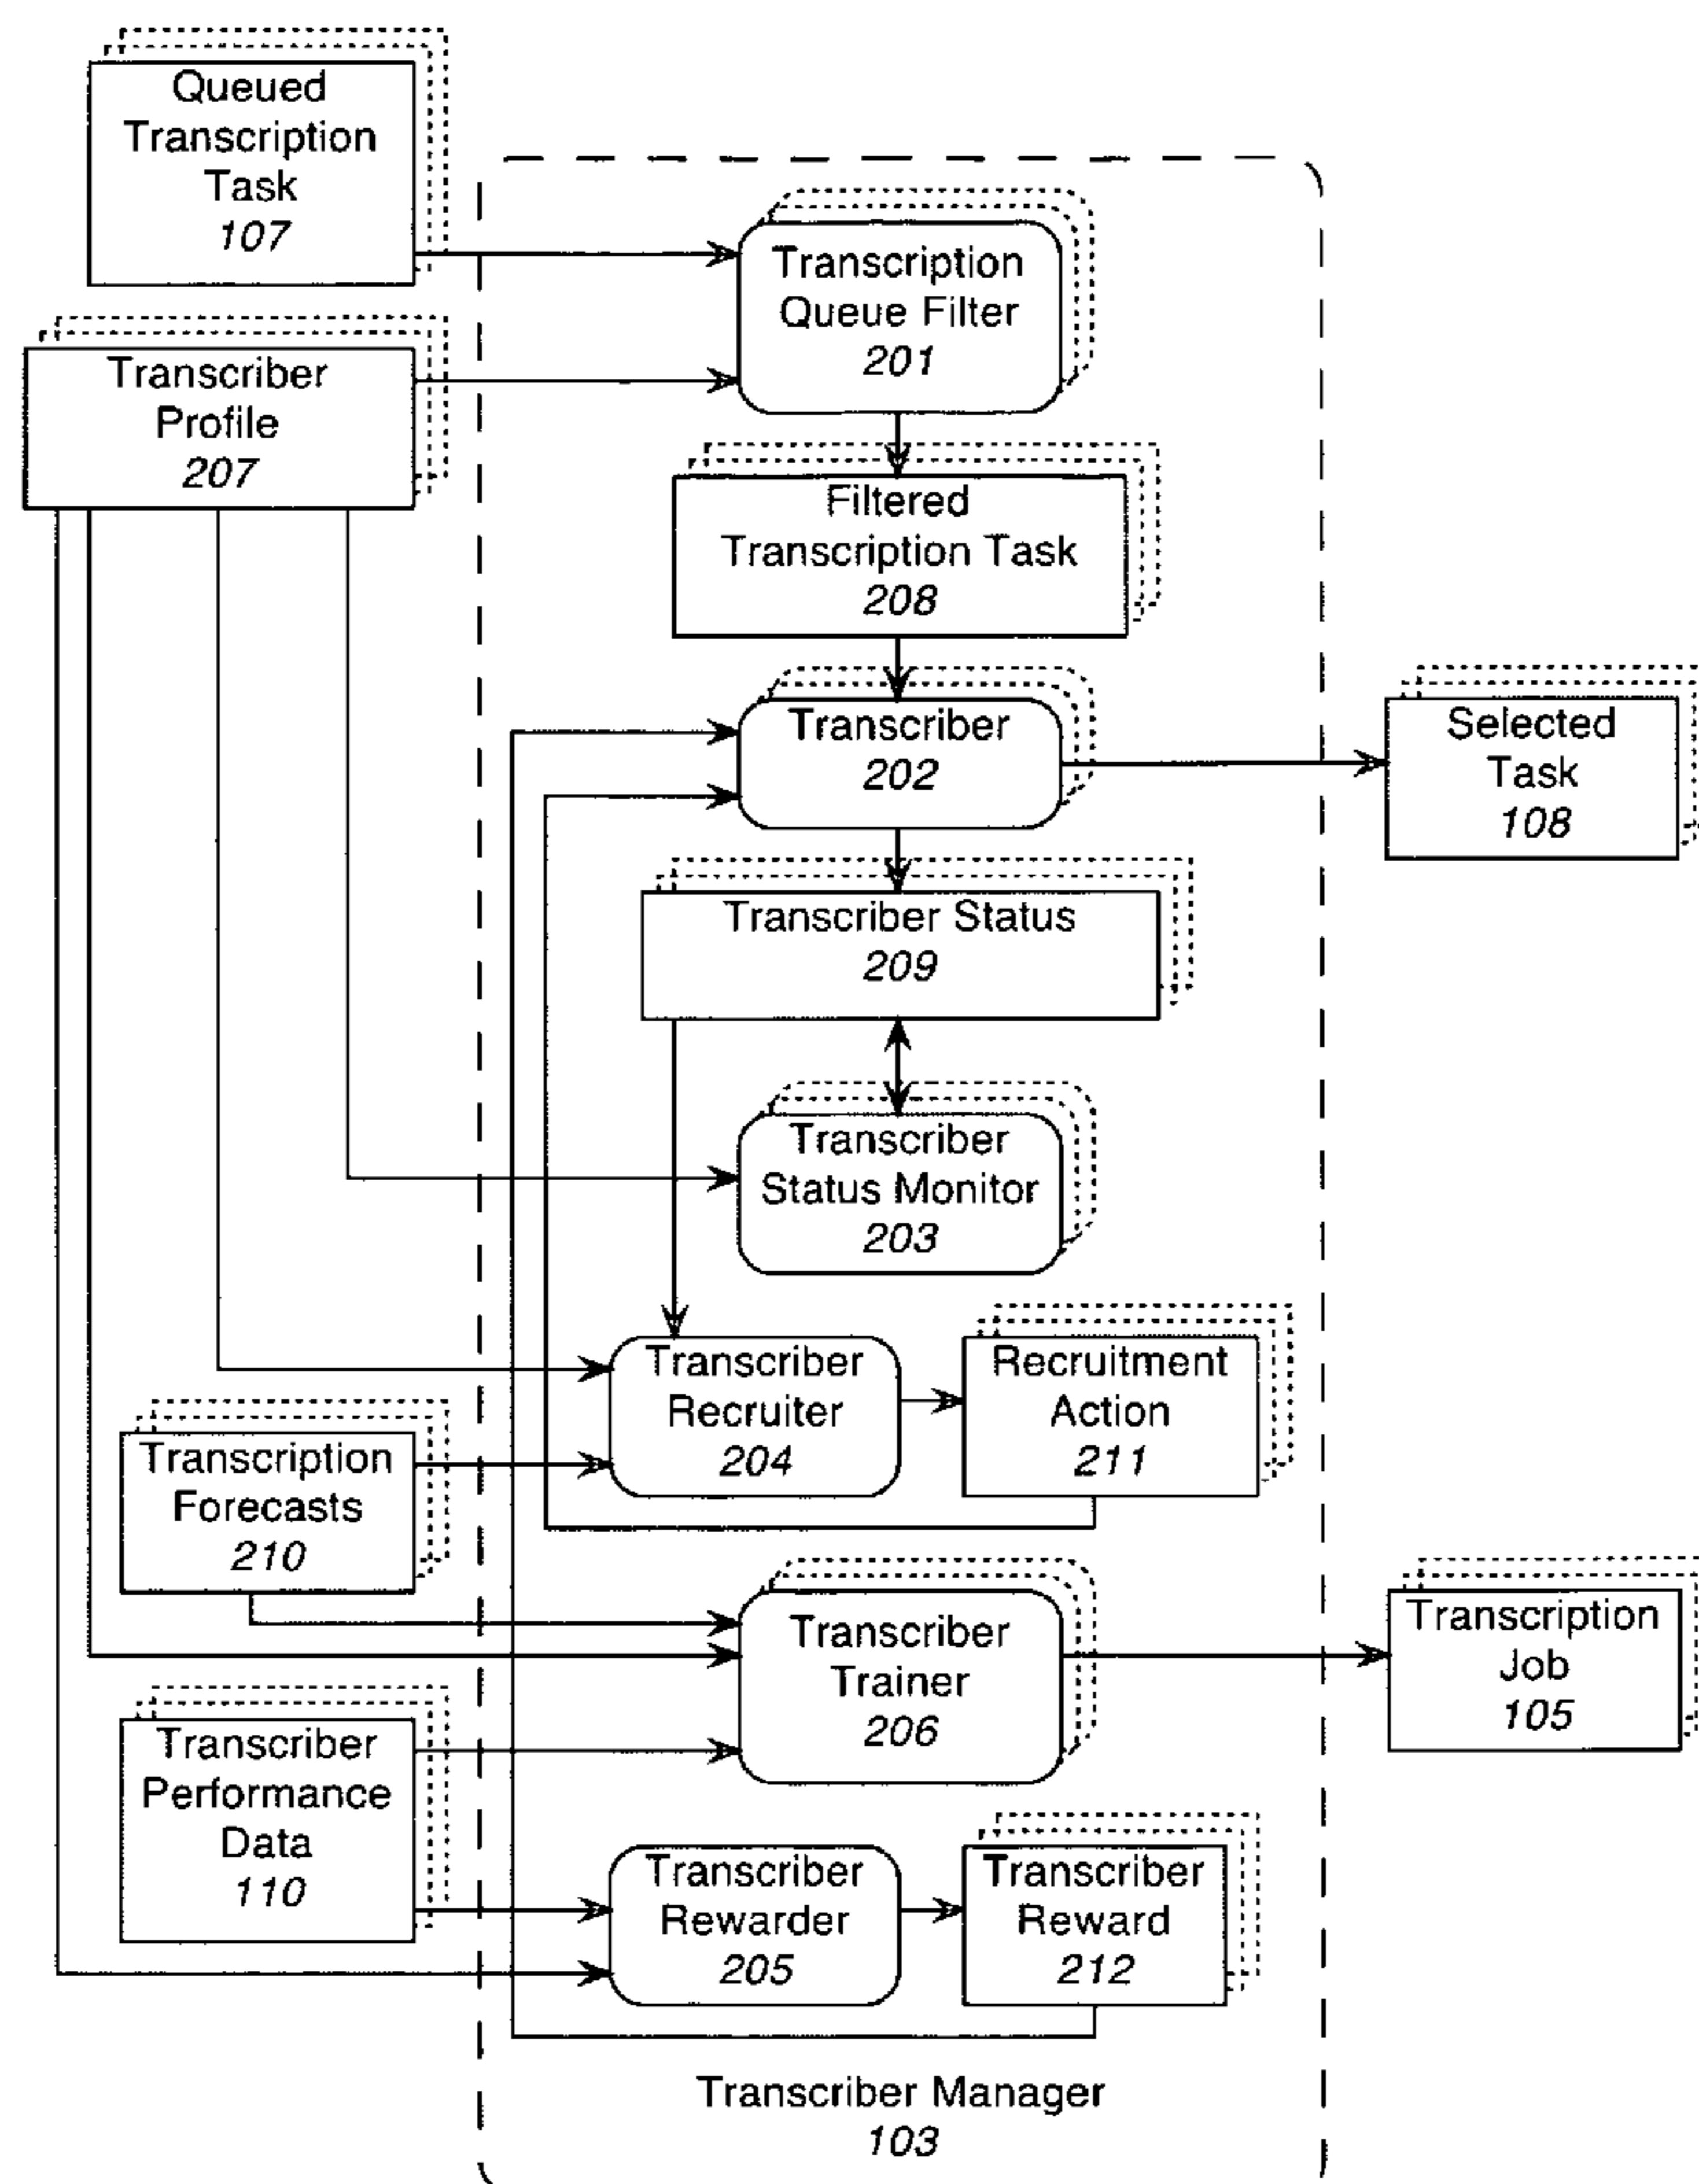 Queued
Transcription
Task
107
Transcription
Queue Filter
201
Transcriber
Profile
207
Filtered
Transcription Task
208
Transcriber
202
Selected
Task
108
Transcriber Status
209
Transcriber
Status Monitor
203
Transcriber
Recruiter
204
Recruitment
Action
211
Transcription
Forecasts
210
Transcriber
Trainer
206
Transcription
Job
105
Transcriber
Performance
Data
110
Transcriber
Rewarder
205
Transcriber
Reward
212
Transcriber Manager
103